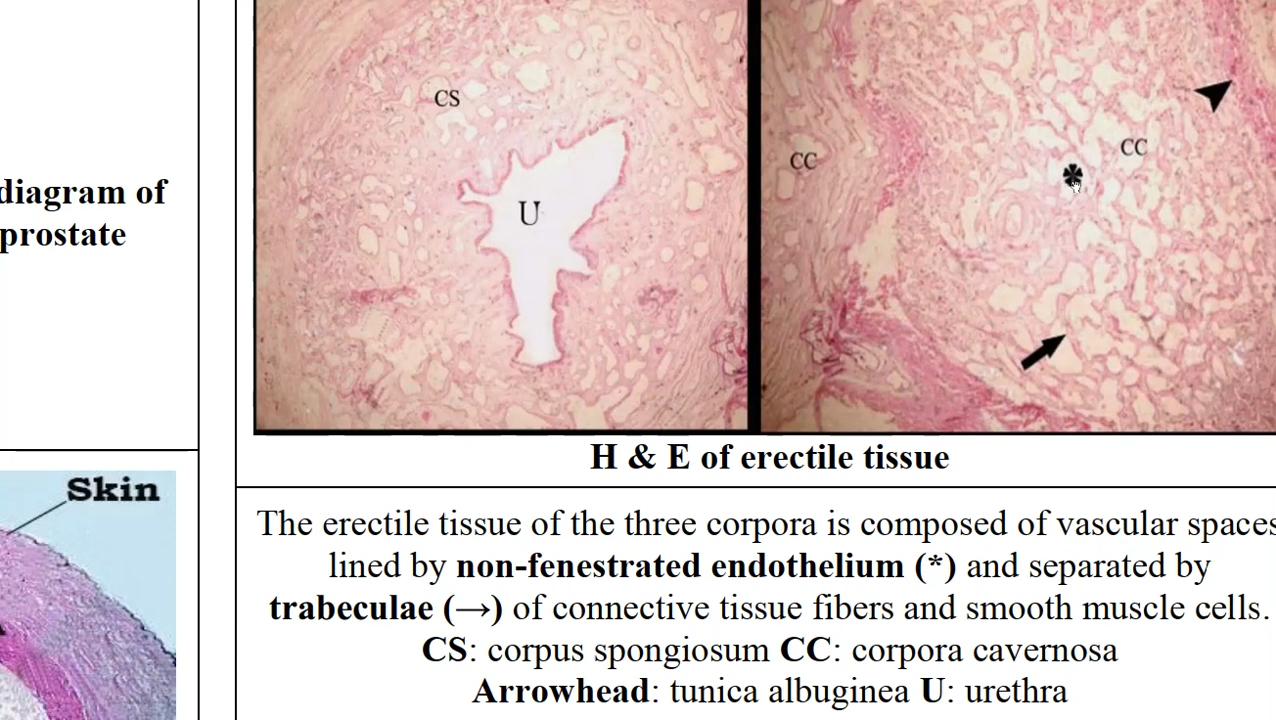 diagram of
prostate
CS
U
CC
CC
*
H & E of erectile tissue
Skin
The erectile tissue of the three corpora is composed of vascular spaces
lined by non-fenestrated endothelium (*) and separated by
trabeculae (→) of connective tissue fibers and smooth muscle cells.
CS: corpus spongiosum CC: corpora cavernosa
Arrowhead: tunica albuginea U: urethra